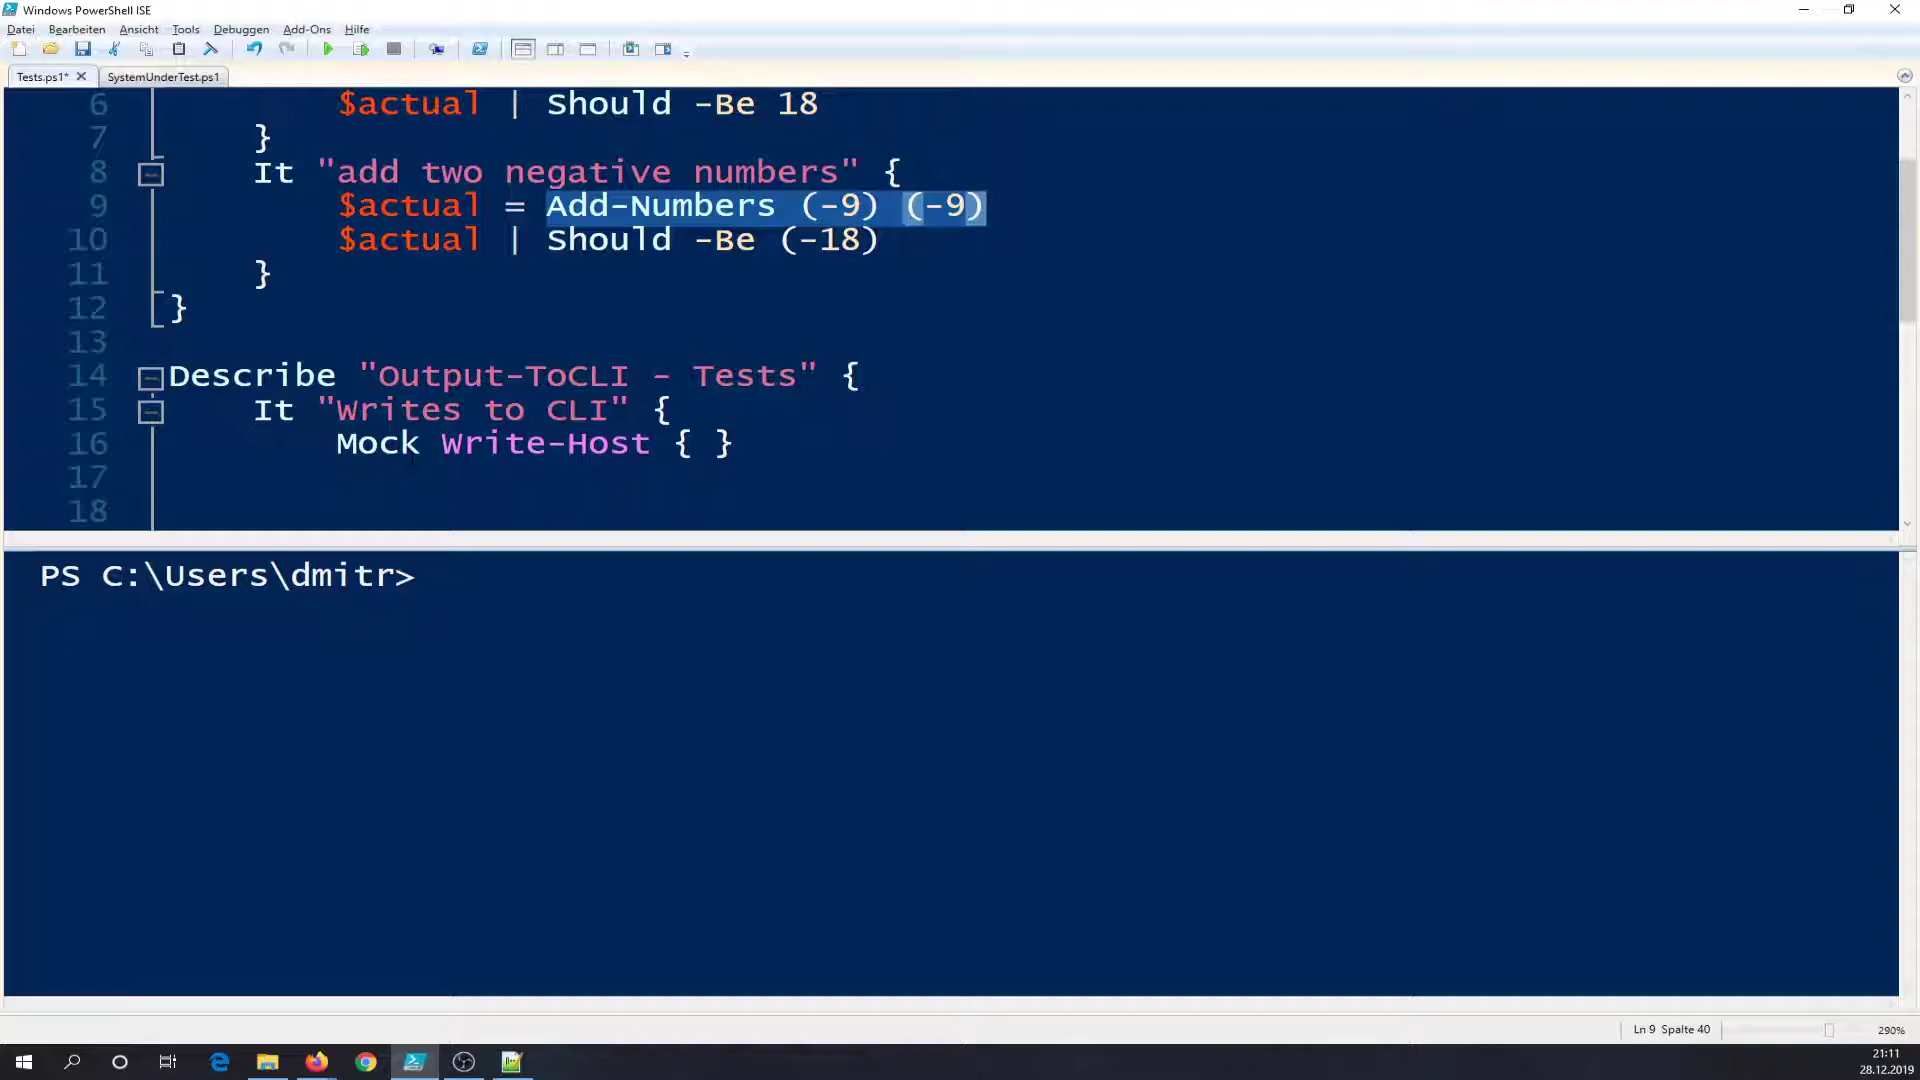 Windows PowerShell ISE
Datei Bearbeiten Ansicht Tools Debuggen Add-Ons Hilfe
Tests.ps1* SystemUnderTest.ps1
6 $actual | Should -Be 18
7 }
8 It "add two negative numbers" {
9 $actual = Add-Numbers (-9) (-9)
10 $actual | Should -Be (-18)
11 }
12 }
13
14 Describe "Output-ToCLI - Tests" {
15 It "Writes to CLI" {
16 Mock Write-Host { }
17
18
PS C:\Users\dmitr>
Ln 9 Spalte 40 290%
21:11
28.12.2019